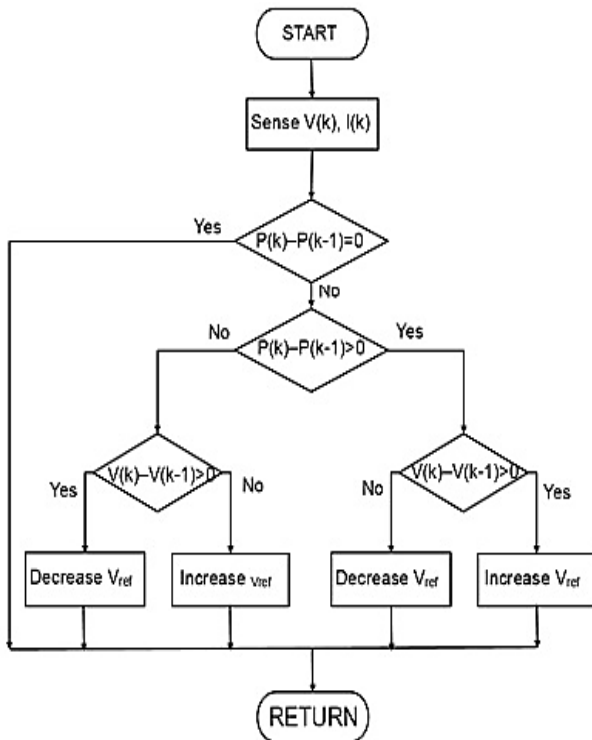 START
Sense V(k), I(k)
Yes
P(k)–P(k-1)=0
No
No
P(k)–P(k-1)>0
Yes
Yes
V(k)–V(k-1)>0
No
No
V(k)–V(k-1)>0
Yes
Decrease Vref
Increase Vref
Decrease Vref
Increase Vref
RETURN